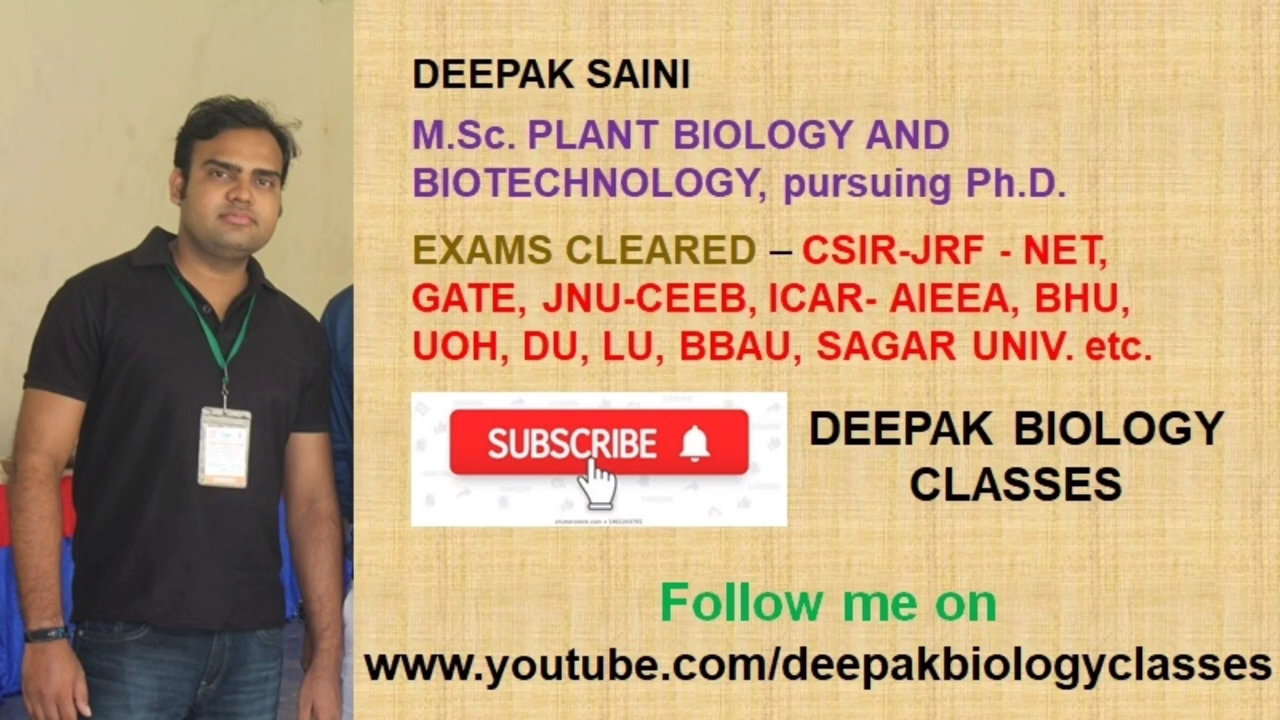 DEEPAK SAINI
M.Sc. PLANT BIOLOGY AND
BIOTECHNOLOGY, pursuing Ph.D.
EXAMS CLEARED – CSIR-JRF - NET,
GATE, JNU-CEEB, ICAR- AIEEA, BHU,
UOH, DU, LU, BBAU, SAGAR UNIV. etc.
SUBSCRIBE
DEEPAK BIOLOGY
CLASSES
Follow me on
www.youtube.com/deepakbiologyclasses